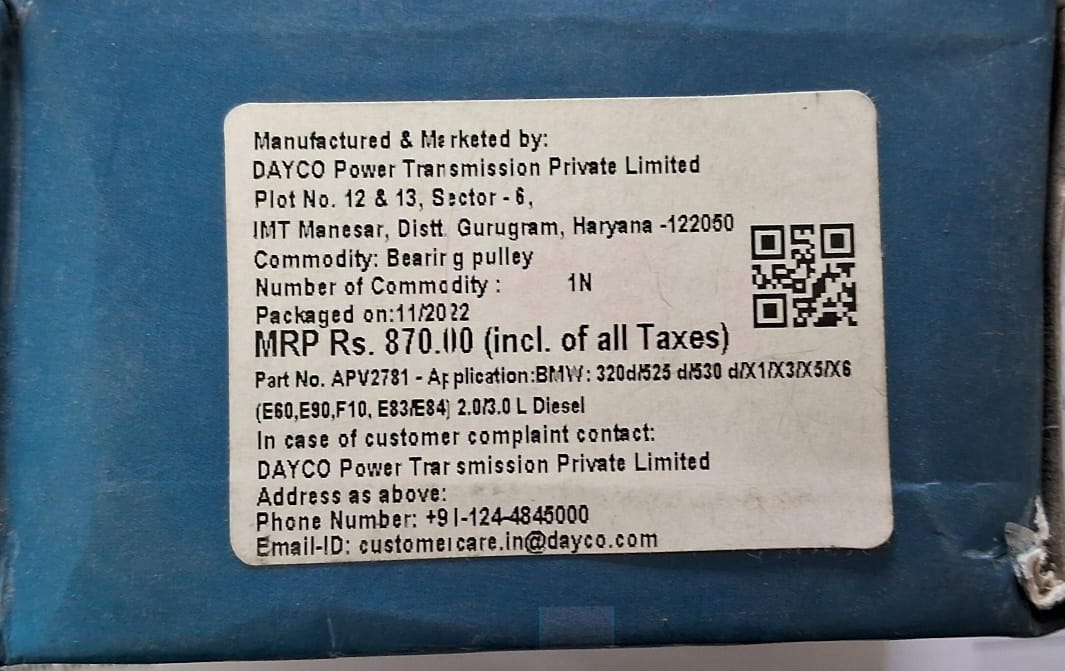 Manufactured & Marketed by:
DAYCO Power Transmission Private Limited
Plot No. 12 & 13, Sector - 6,
IMT Manesar, Distt. Gurugram, Haryana -122050
Commodity: Bearing pulley
Number of Commodity : 1N
Packaged on:11/2022
MRP Rs. 870.00 (incl. of all Taxes)
Part No. APV2781 - Application:BMW: 320d/525 d/530 d/X1/X3/X5/X6
(E60,E90,F10, E83/E84) 2.0/3.0 L Diesel
In case of customer complaint contact:
DAYCO Power Transmission Private Limited
Address as above:
Phone Number: +91-124-4845000
Email-ID: customercare.in@dayco.com